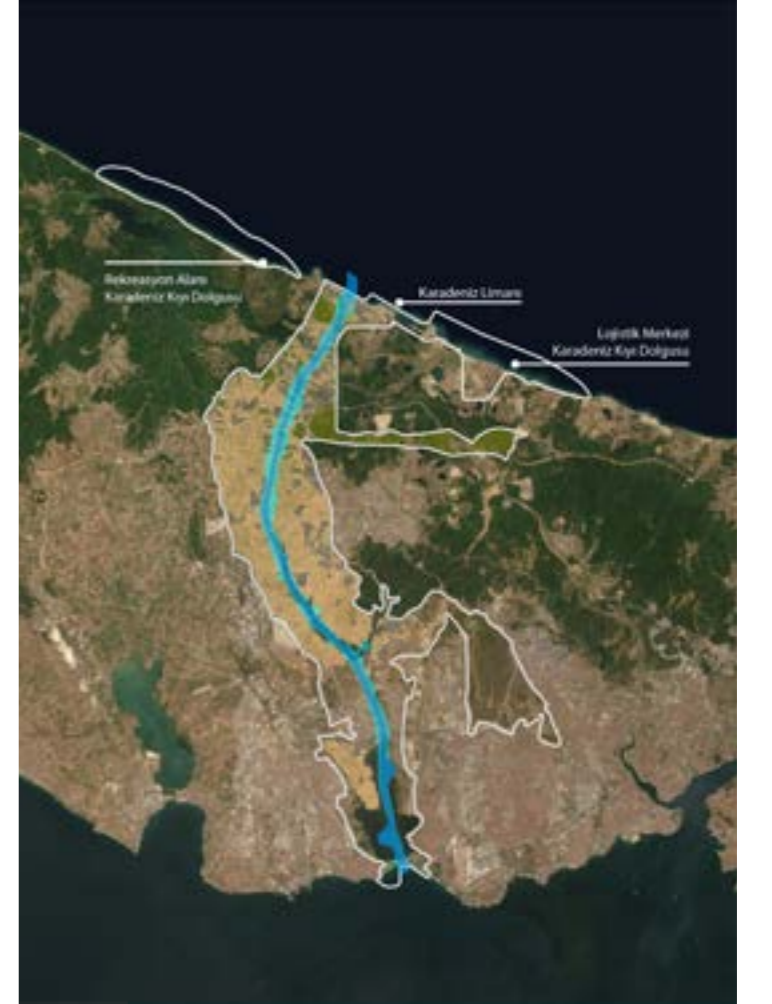 Rekreasyon Alanı
Karadeniz Kıyı Dolgusu
Karadeniz Limanı
Lojistik Merkezi
Karadeniz Kıyı Dolgusu